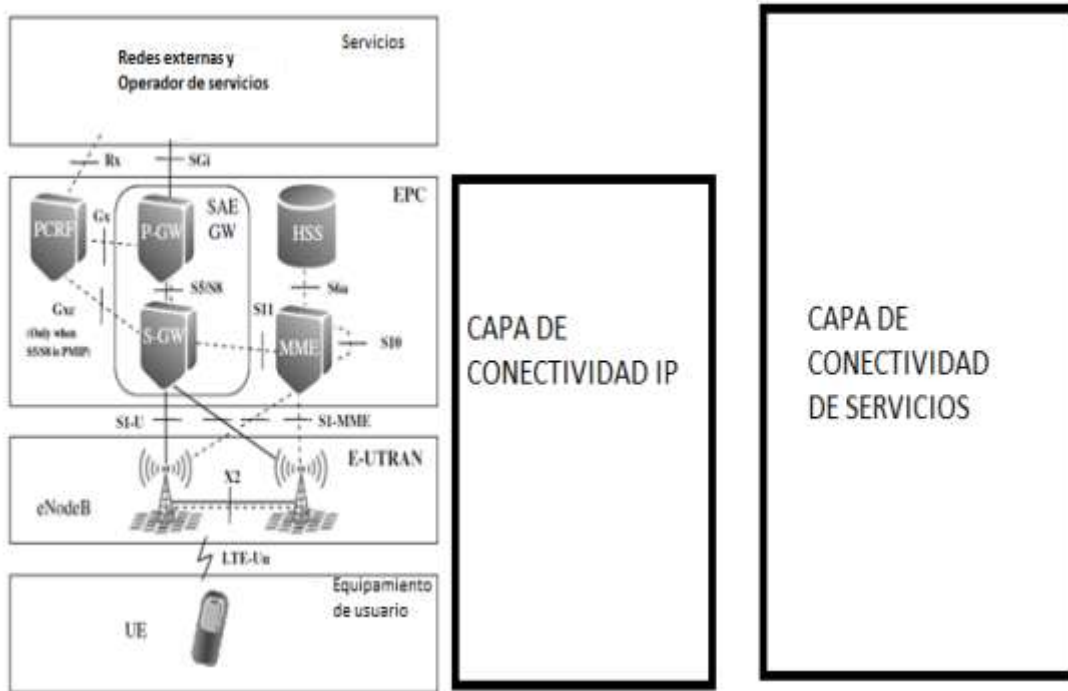 Servicios
Redes externas y
Operador de servicios
Rx
SGi
EPC
SAE
GW
PCRF
Gx
P-GW
HSS
S5/S8
S6a
Gxc
S11
(Only when
S5/S8 is PMIP)
S-GW
MME
S10
S1-U
S1-MME
E-UTRAN
X2
eNodeB
LTE-Uu
Equipamiento
de usuario
UE
CAPA DE
CONECTIVIDAD IP
CAPA DE
CONECTIVIDAD
DE SERVICIOS